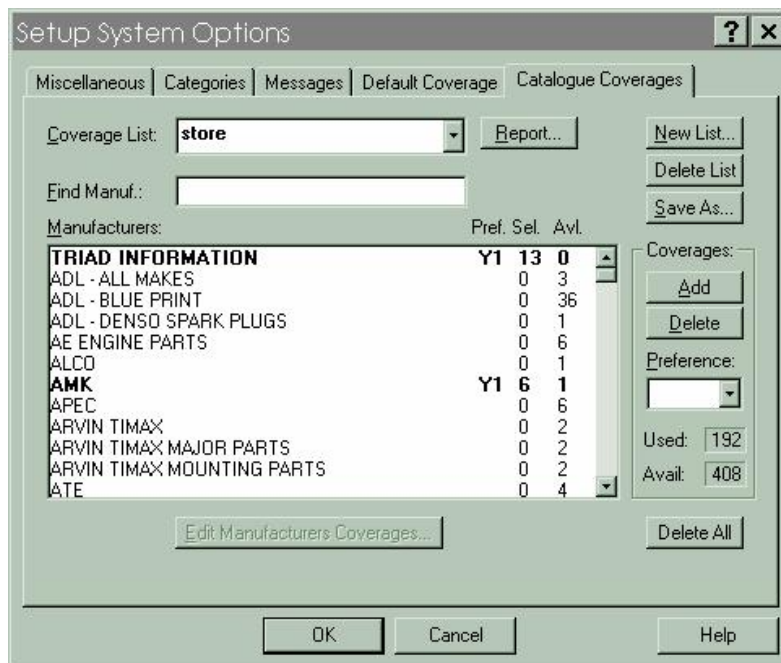 Setup System Options ? ×
Miscellaneous Categories Messages Default Coverage Catalogue Coverages
Coverage List: store Report... New List...
Delete List
Find Manuf.: Save As...
Manufacturers: Pref. Sel. Avl.
TRIAD INFORMATION Y1 13 0
ADL - ALL MAKES 0 3
ADL - BLUE PRINT 0 36
ADL - DENSO SPARK PLUGS 0 1
AE ENGINE PARTS 0 6
ALCO 0 1
AMK Y1 6 1
APEC 0 6
ARVIN TIMAX 0 2
ARVIN TIMAX MAJOR PARTS 0 2
ARVIN TIMAX MOUNTING PARTS 0 2
ATE 0 4
Coverages:
Add
Delete
Preference:
Used: 192
Avail: 408
Edit Manufacturers Coverages... Delete All
OK Cancel Help